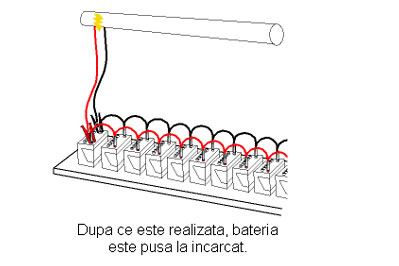 Dupa ce este realizata, bateria
este pusa la incarcat.